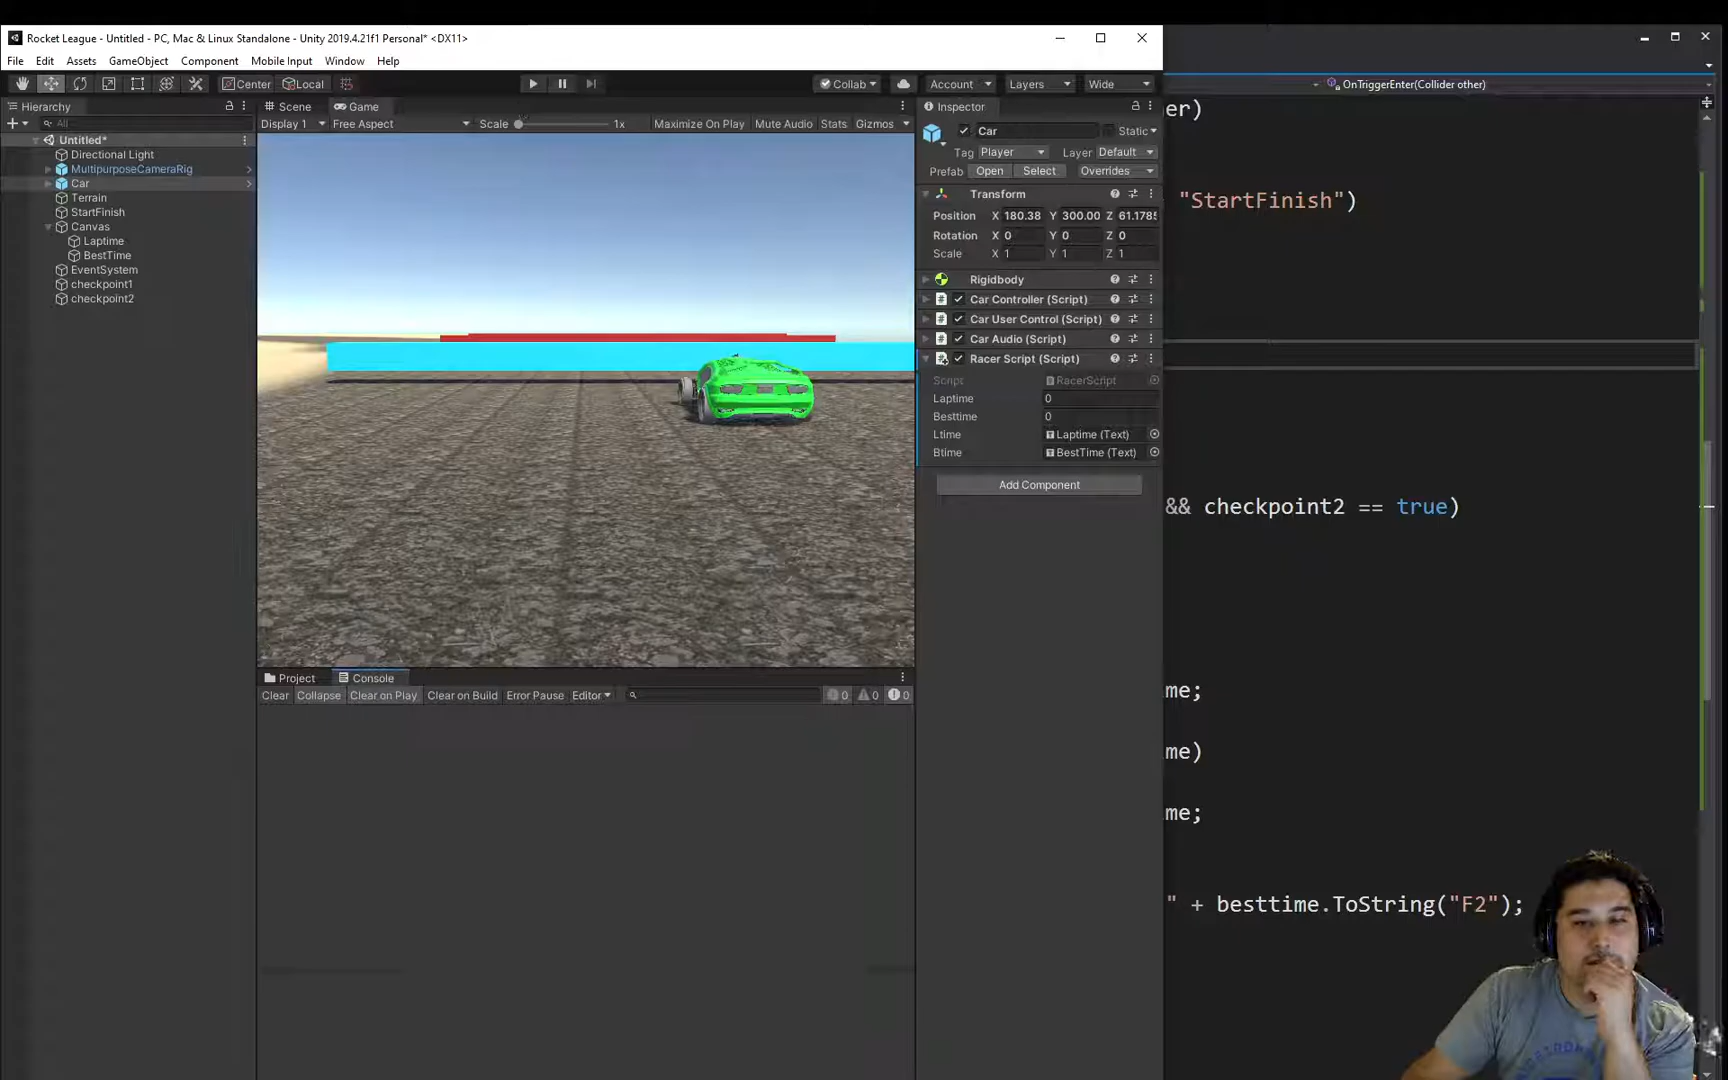 Rocket League - Untitled - PC, Mac & Linux Standalone - Unity 2019.4.21f1 Personal* <DX11>
File Edit Assets GameObject Component Mobile Input Window Help
Center Local Collab Account Layers Wide
Hierarchy
All
Untitled*
Directional Light
MultipurposeCameraRig
Car
Terrain
StartFinish
Canvas
Laptime
BestTime
EventSystem
checkpoint1
checkpoint2
Scene Game
Display 1 Free Aspect Scale 1x Maximize On Play Mute Audio Stats Gizmos
Project Console
Clear Collapse Clear on Play Clear on Build Error Pause Editor 0 0 0
Inspector
Car Static
Tag Player Layer Default
Prefab Open Select Overrides
Transform
Position X 180.38 Y 300.00 Z 61.178
Rotation X 0 Y 0 Z 0
Scale X 1 Y 1 Z 1
Rigidbody
Car Controller (Script)
Car User Control (Script)
Car Audio (Script)
Racer Script (Script)
Script RacerScript
Laptime 0
Besttime 0
Ltime Laptime (Text)
Btime BestTime (Text)
Add Component
OnTriggerEnter(Collider other)
er)
"StartFinish")
&& checkpoint2 == true)
me;
me)
me;
" + besttime.ToString("F2");